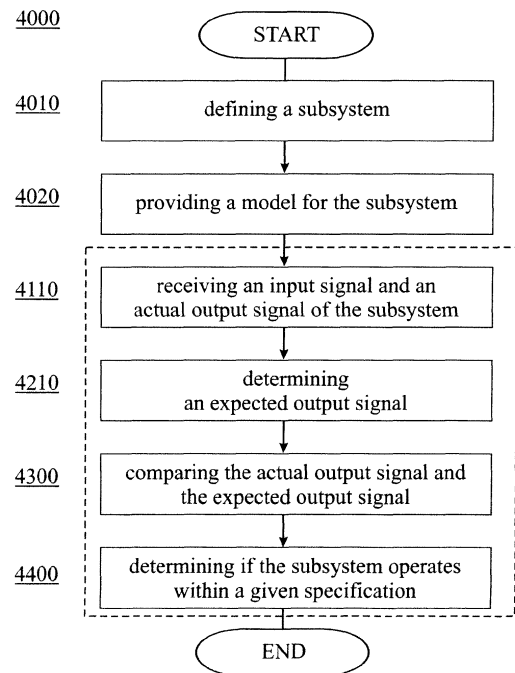 4000
START
4010
defining a subsystem
4020
providing a model for the subsystem
4110
receiving an input signal and an
actual output signal of the subsystem
4210
determining
an expected output signal
4300
comparing the actual output signal and
the expected output signal
4400
determining if the subsystem operates
within a given specification
END